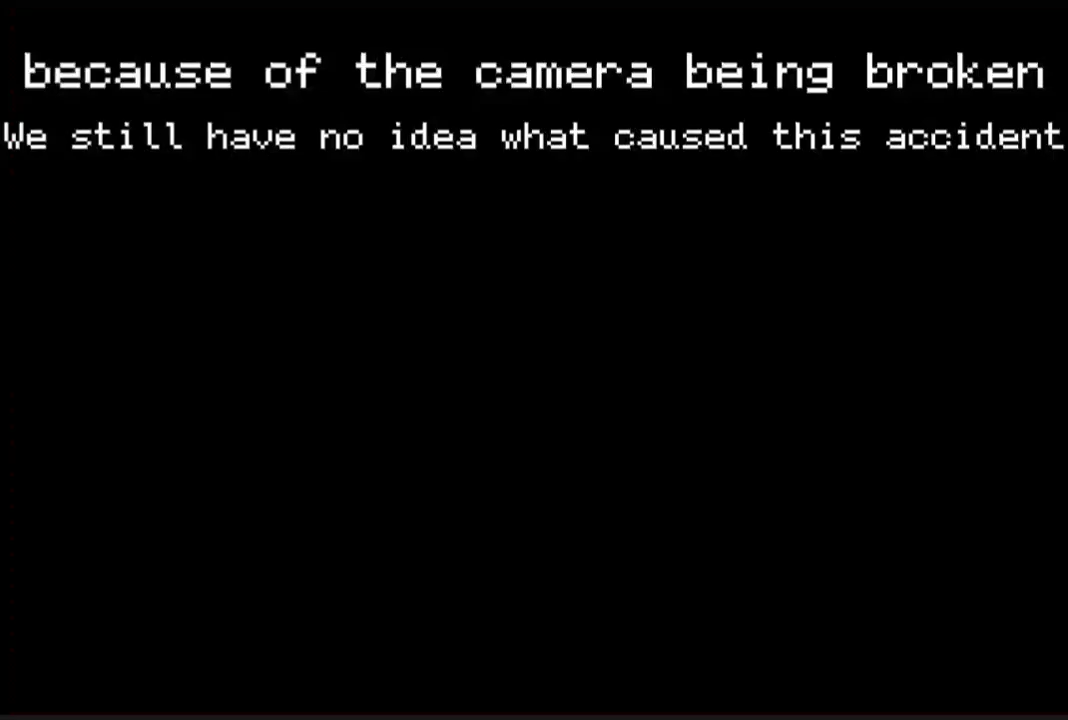 because of the camera being broken
We still have no idea what caused this accident